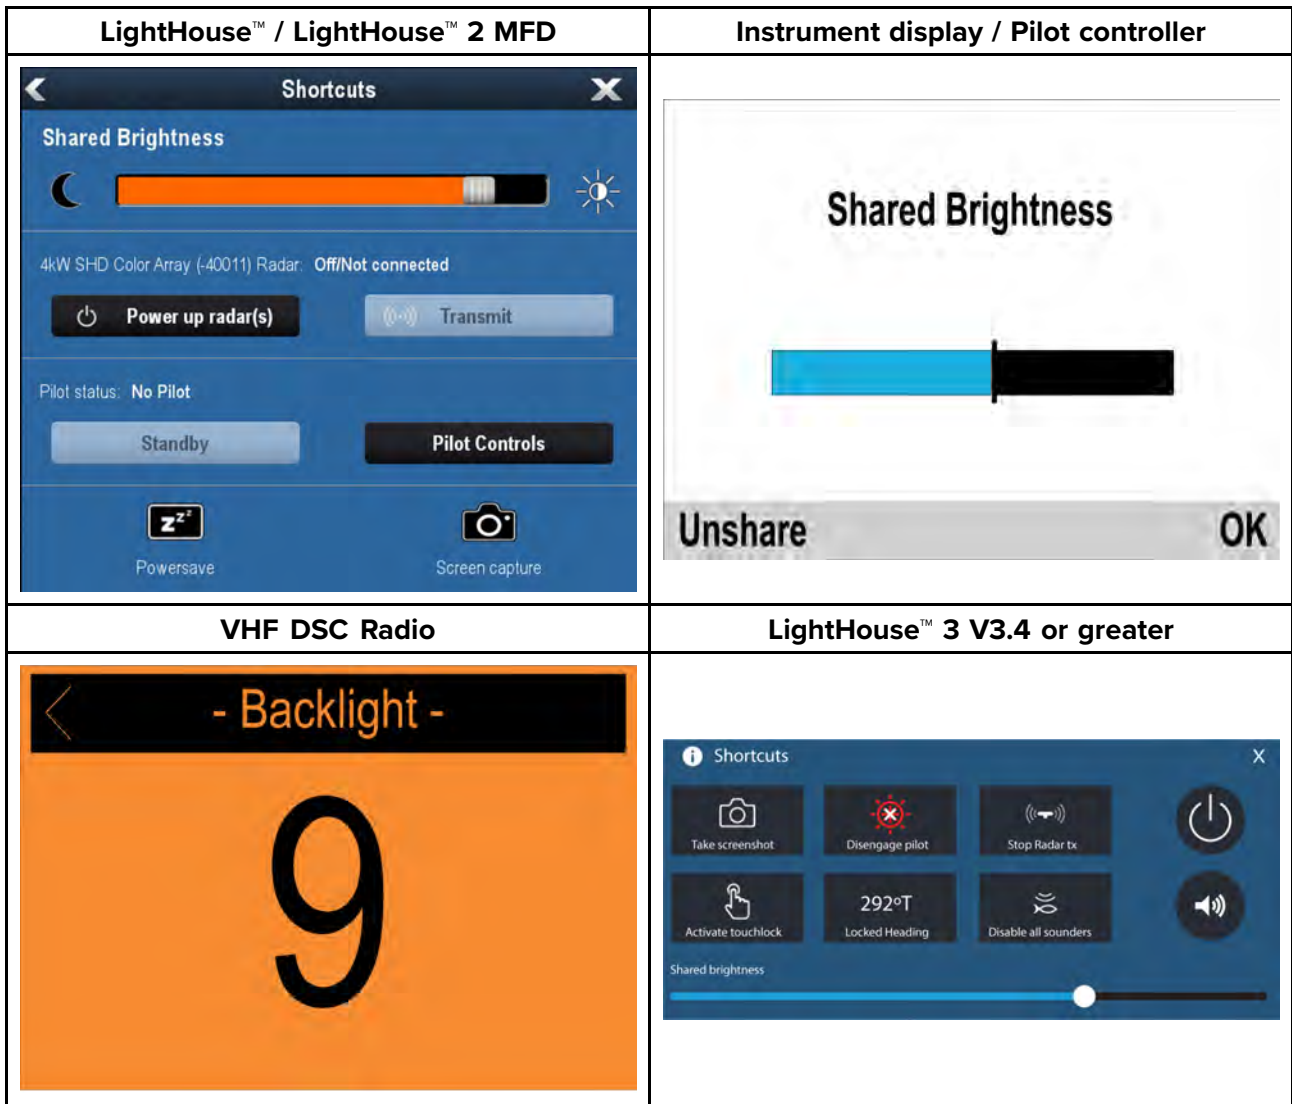 LightHouse™ / LightHouse™ 2 MFD
Instrument display / Pilot controller
Shortcuts
X
Shared Brightness
4kW SHD Color Array (-40011) Radar: Off/Not connected
Power up radar(s)
Transmit
Pilot status: No Pilot
Standby
Pilot Controls
zzz
Powersave
Screen capture
Shared Brightness
Unshare
OK
VHF DSC Radio
LightHouse™ 3 V3.4 or greater
- Backlight -
9
i Shortcuts
X
Take screenshot
Disengage pilot
Stop Radar tx
Activate touchlock
292ºT
Locked Heading
Disable all sounders
Shared brightness